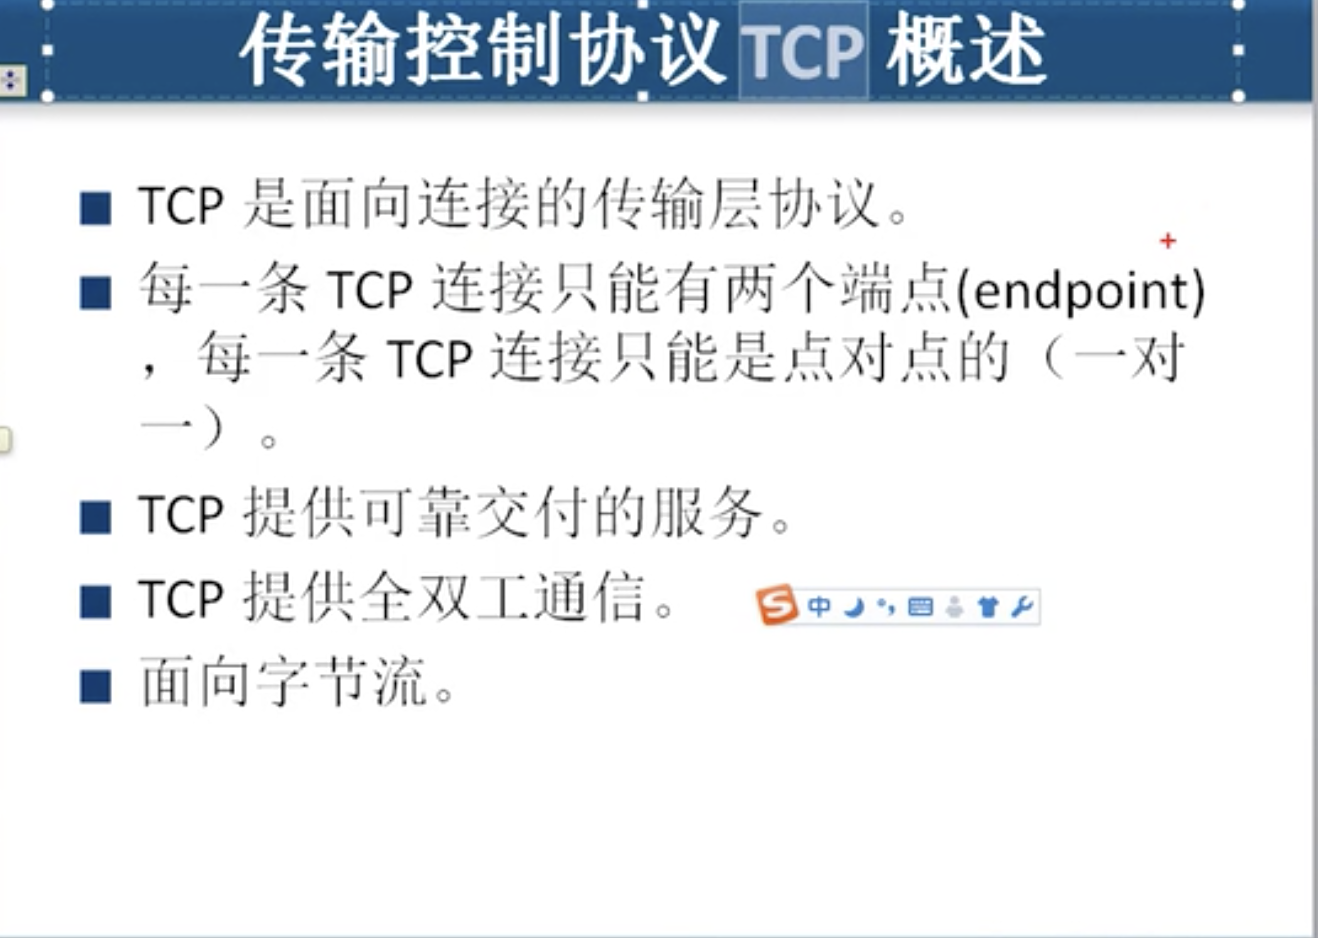 传输控制协议 TCP 概述
TCP 是面向连接的传输层协议。
每一条 TCP 连接只能有两个端点(endpoint)
，每一条 TCP 连接只能是点对点的（一对
一）。
TCP 提供可靠交付的服务。
TCP 提供全双工通信。
S 中
面向字节流。